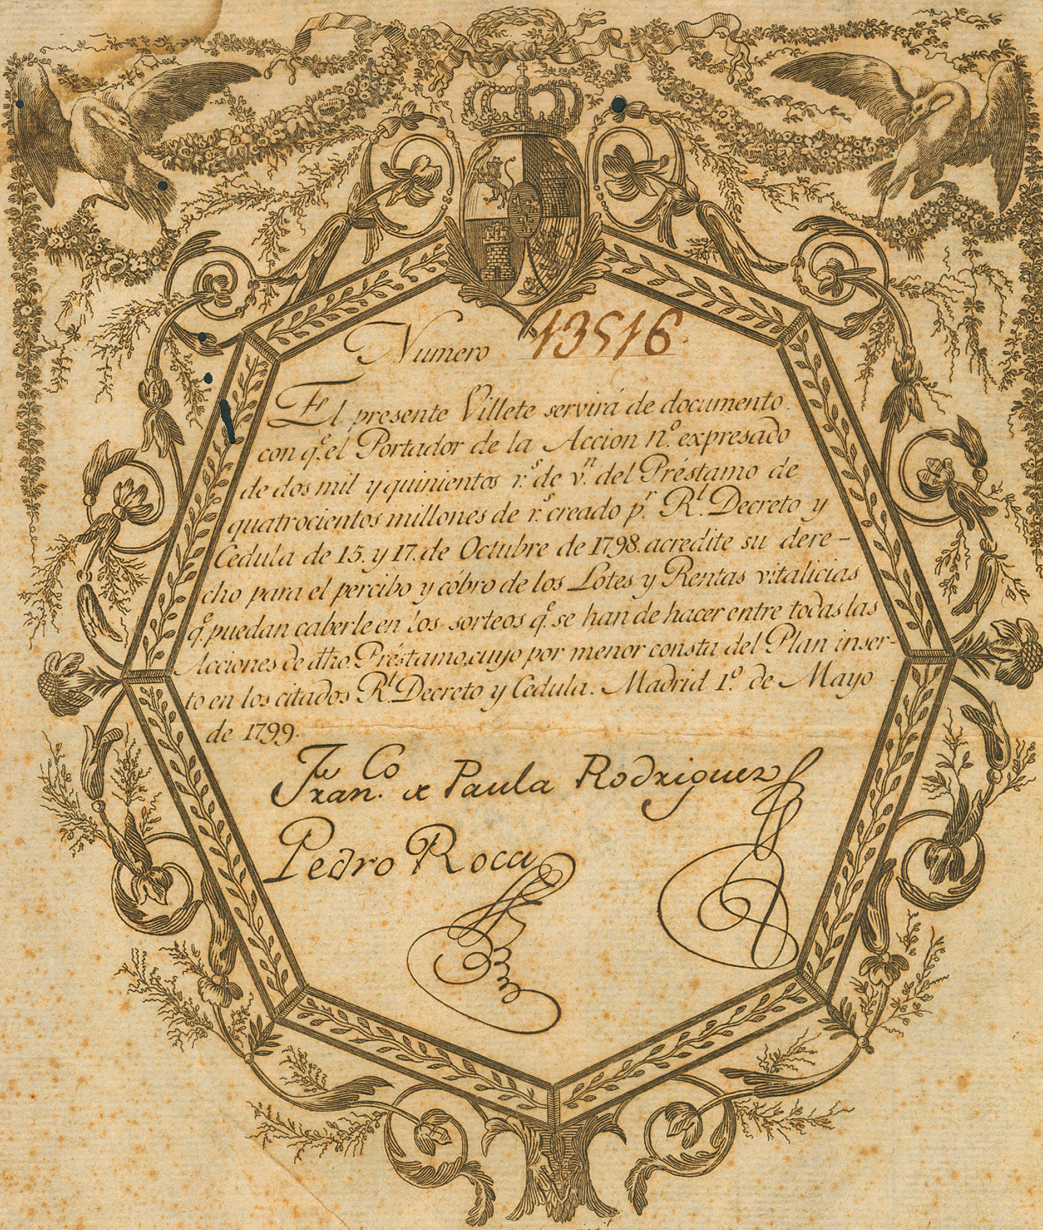 Numero 13516.
El presente Villete servirá de documento
con q.e el Portador de la Accion n.o expresado
de dos mil y quinientos r.s de v.n del Préstamo de
quatrocientos millones de r.s creado p.r R.l Decreto y
Cedula de 15. y 17. de Octubre de 1798. acredite su dere-
cho para el percibo y cobro de los Lotes y Rentas vitalicias
q.e puedan caberle en los sorteos q.e se han de hacer entre todas las
Acciones de dho. Préstamo, cuyo por menor consta del Plan inser-
to en los citados R.l Decreto y Cedula. Madrid 1.o de Mayo
de 1799.
Fran.co Paula Rodriguez
Pedro Roca